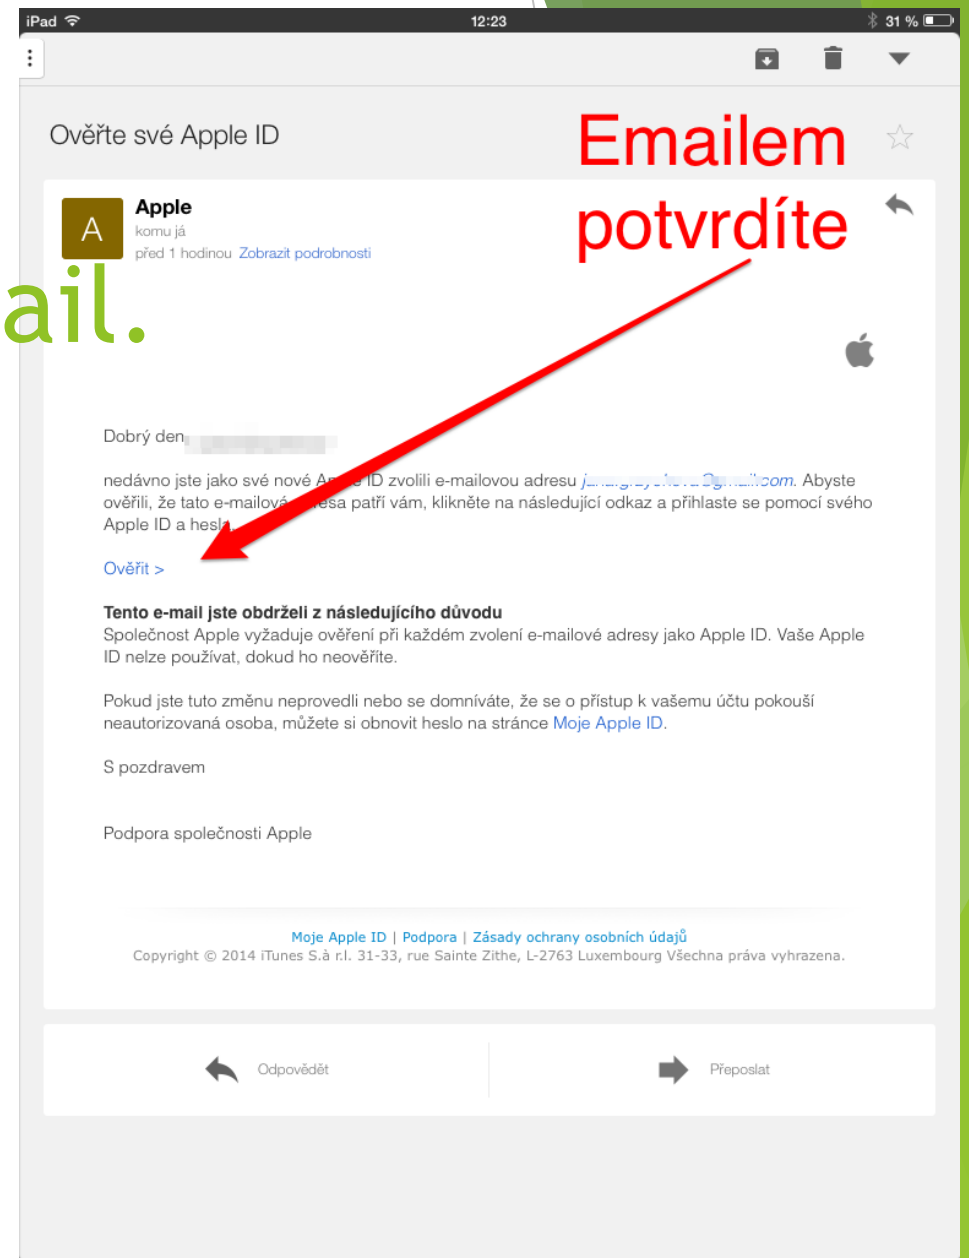 iPad 12:23 31 %
Ověřte své Apple ID
Emailem
potvrdíte
A
Apple
komu já
před 1 hodinou Zobrazit podrobnosti
ail.
Dobrý den
nedávno jste jako své nové Apple ID zvolili e-mailovou adresu . Abyste
ověřili, že tato e-mailová adresa patří vám, klikněte na následující odkaz a přihlaste se pomocí svého
Apple ID a hesla.
Ověřit >
Tento e-mail jste obdrželi z následujícího důvodu
Společnost Apple vyžaduje ověření při každém zvolení e-mailové adresy jako Apple ID. Vaše Apple
ID nelze používat, dokud ho neověříte.
Pokud jste tuto změnu neprovedli nebo se domníváte, že se o přístup k vašemu účtu pokouší
neautorizovaná osoba, můžete si obnovit heslo na stránce Moje Apple ID.
S pozdravem
Podpora společnosti Apple
Moje Apple ID | Podpora | Zásady ochrany osobních údajů
Copyright © 2014 iTunes S.à r.l. 31-33, rue Sainte Zithe, L-2763 Luxembourg Všechna práva vyhrazena.
Odpovědět
Přeposlat